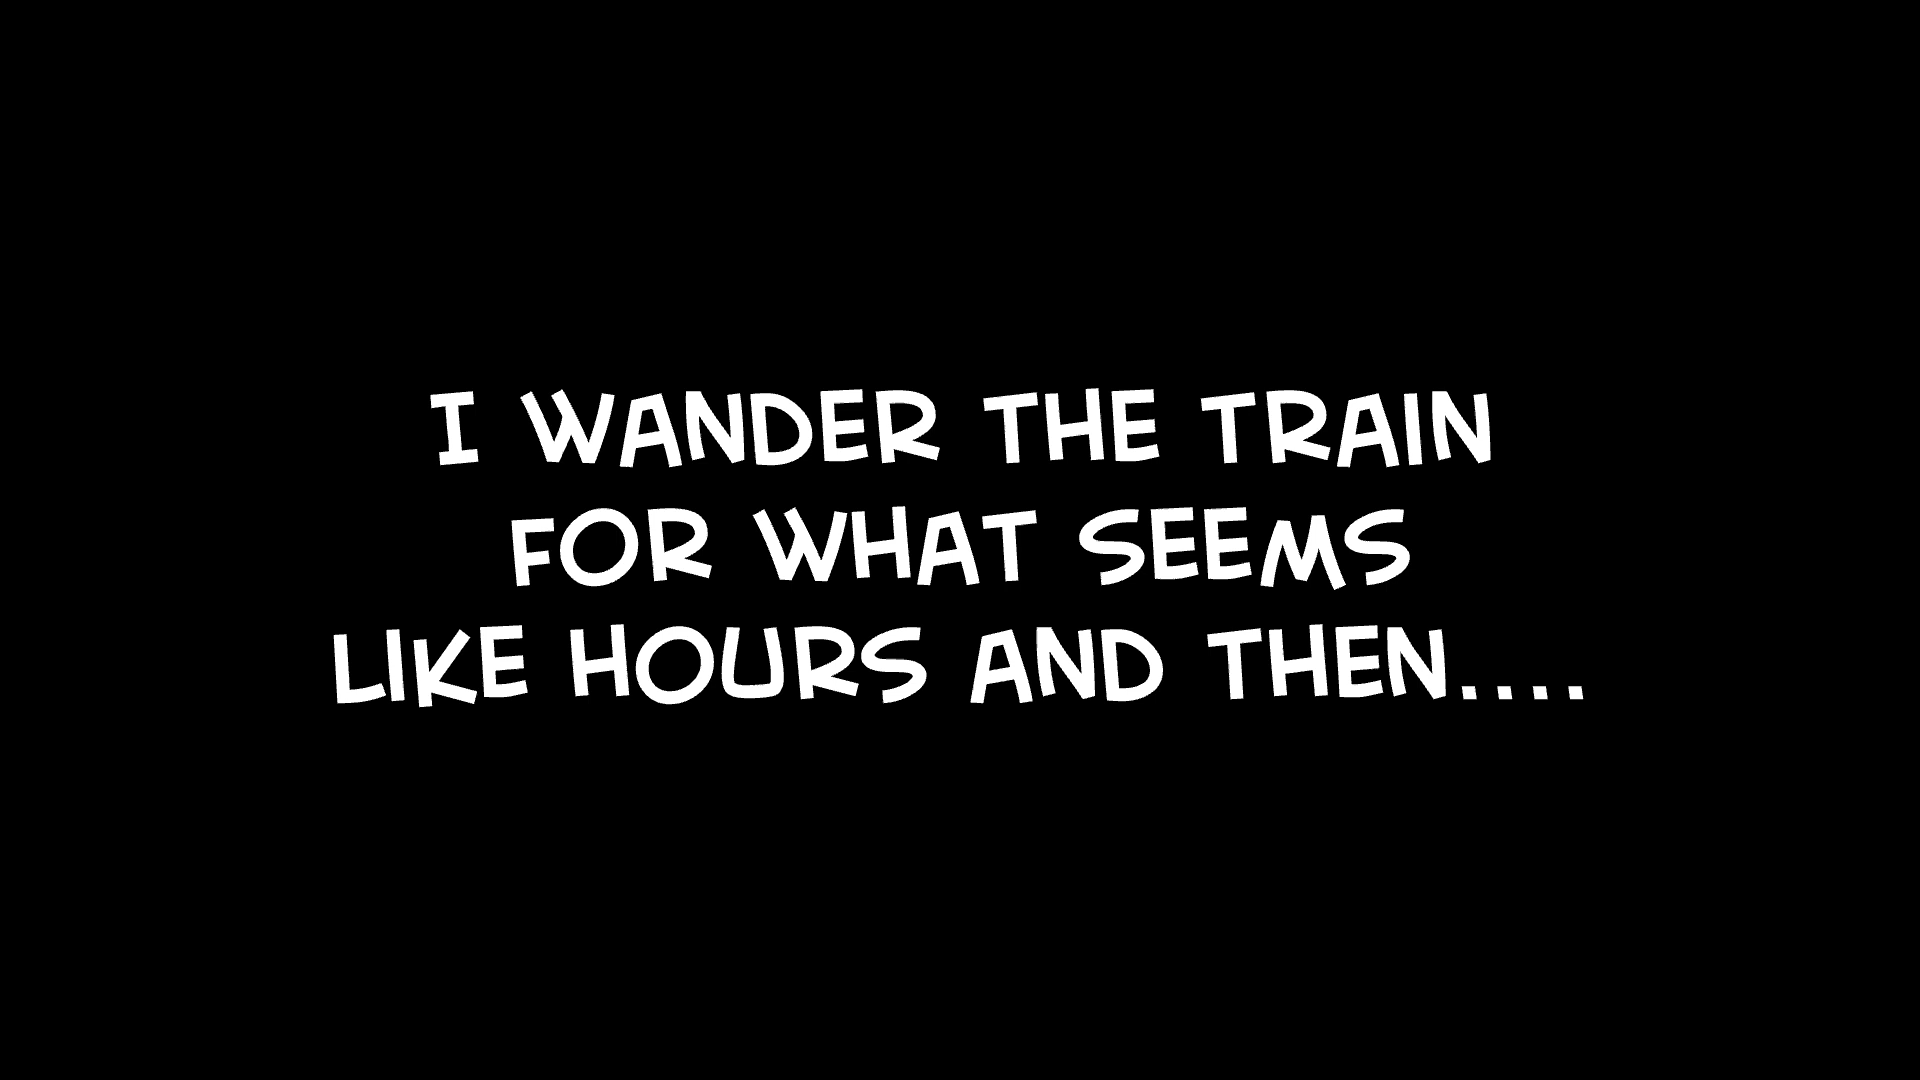 I WANDER THE TRAIN
FOR WHAT SEEMS
LIKE HOURS AND THEN....